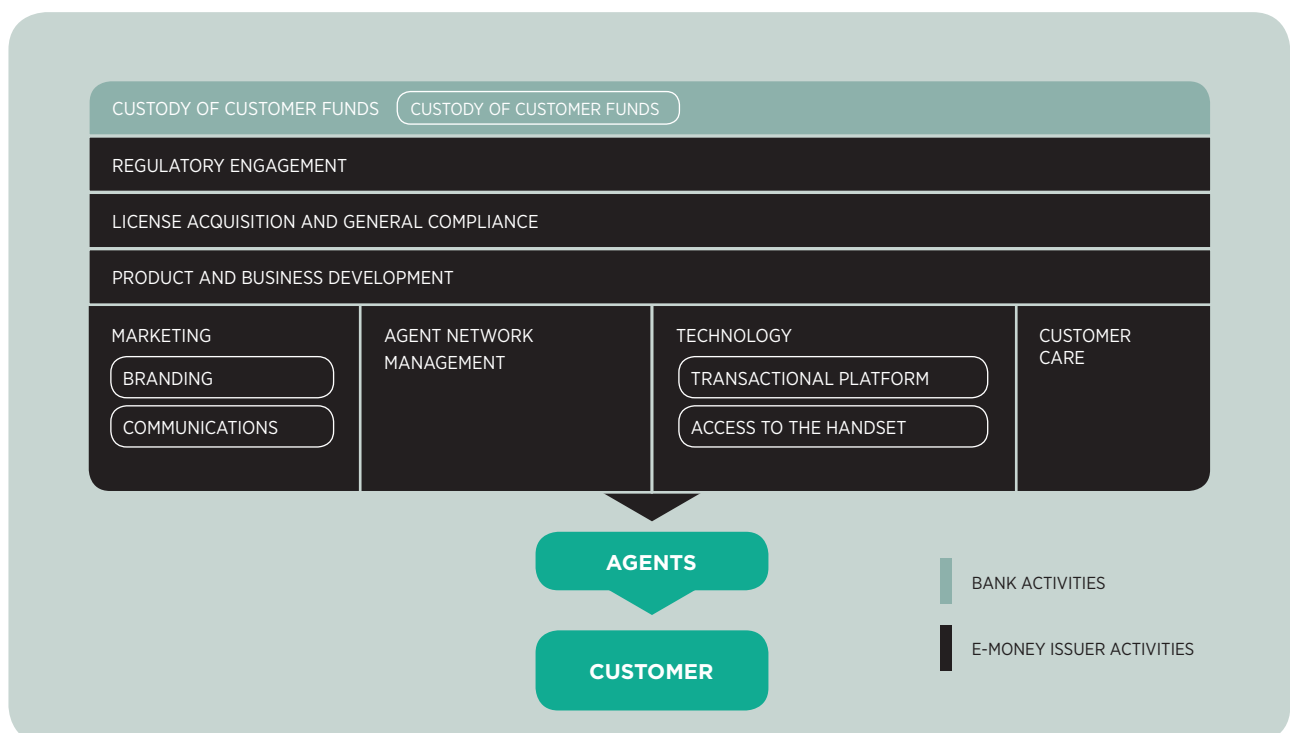 CUSTODY OF CUSTOMER FUNDS CUSTODY OF CUSTOMER FUNDS
REGULATORY ENGAGEMENT
LICENSE ACQUISITION AND GENERAL COMPLIANCE
PRODUCT AND BUSINESS DEVELOPMENT
MARKETING
BRANDING
COMMUNICATIONS
AGENT NETWORK
MANAGEMENT
TECHNOLOGY
TRANSACTIONAL PLATFORM
ACCESS TO THE HANDSET
CUSTOMER
CARE
AGENTS
CUSTOMER
BANK ACTIVITIES
E-MONEY ISSUER ACTIVITIES